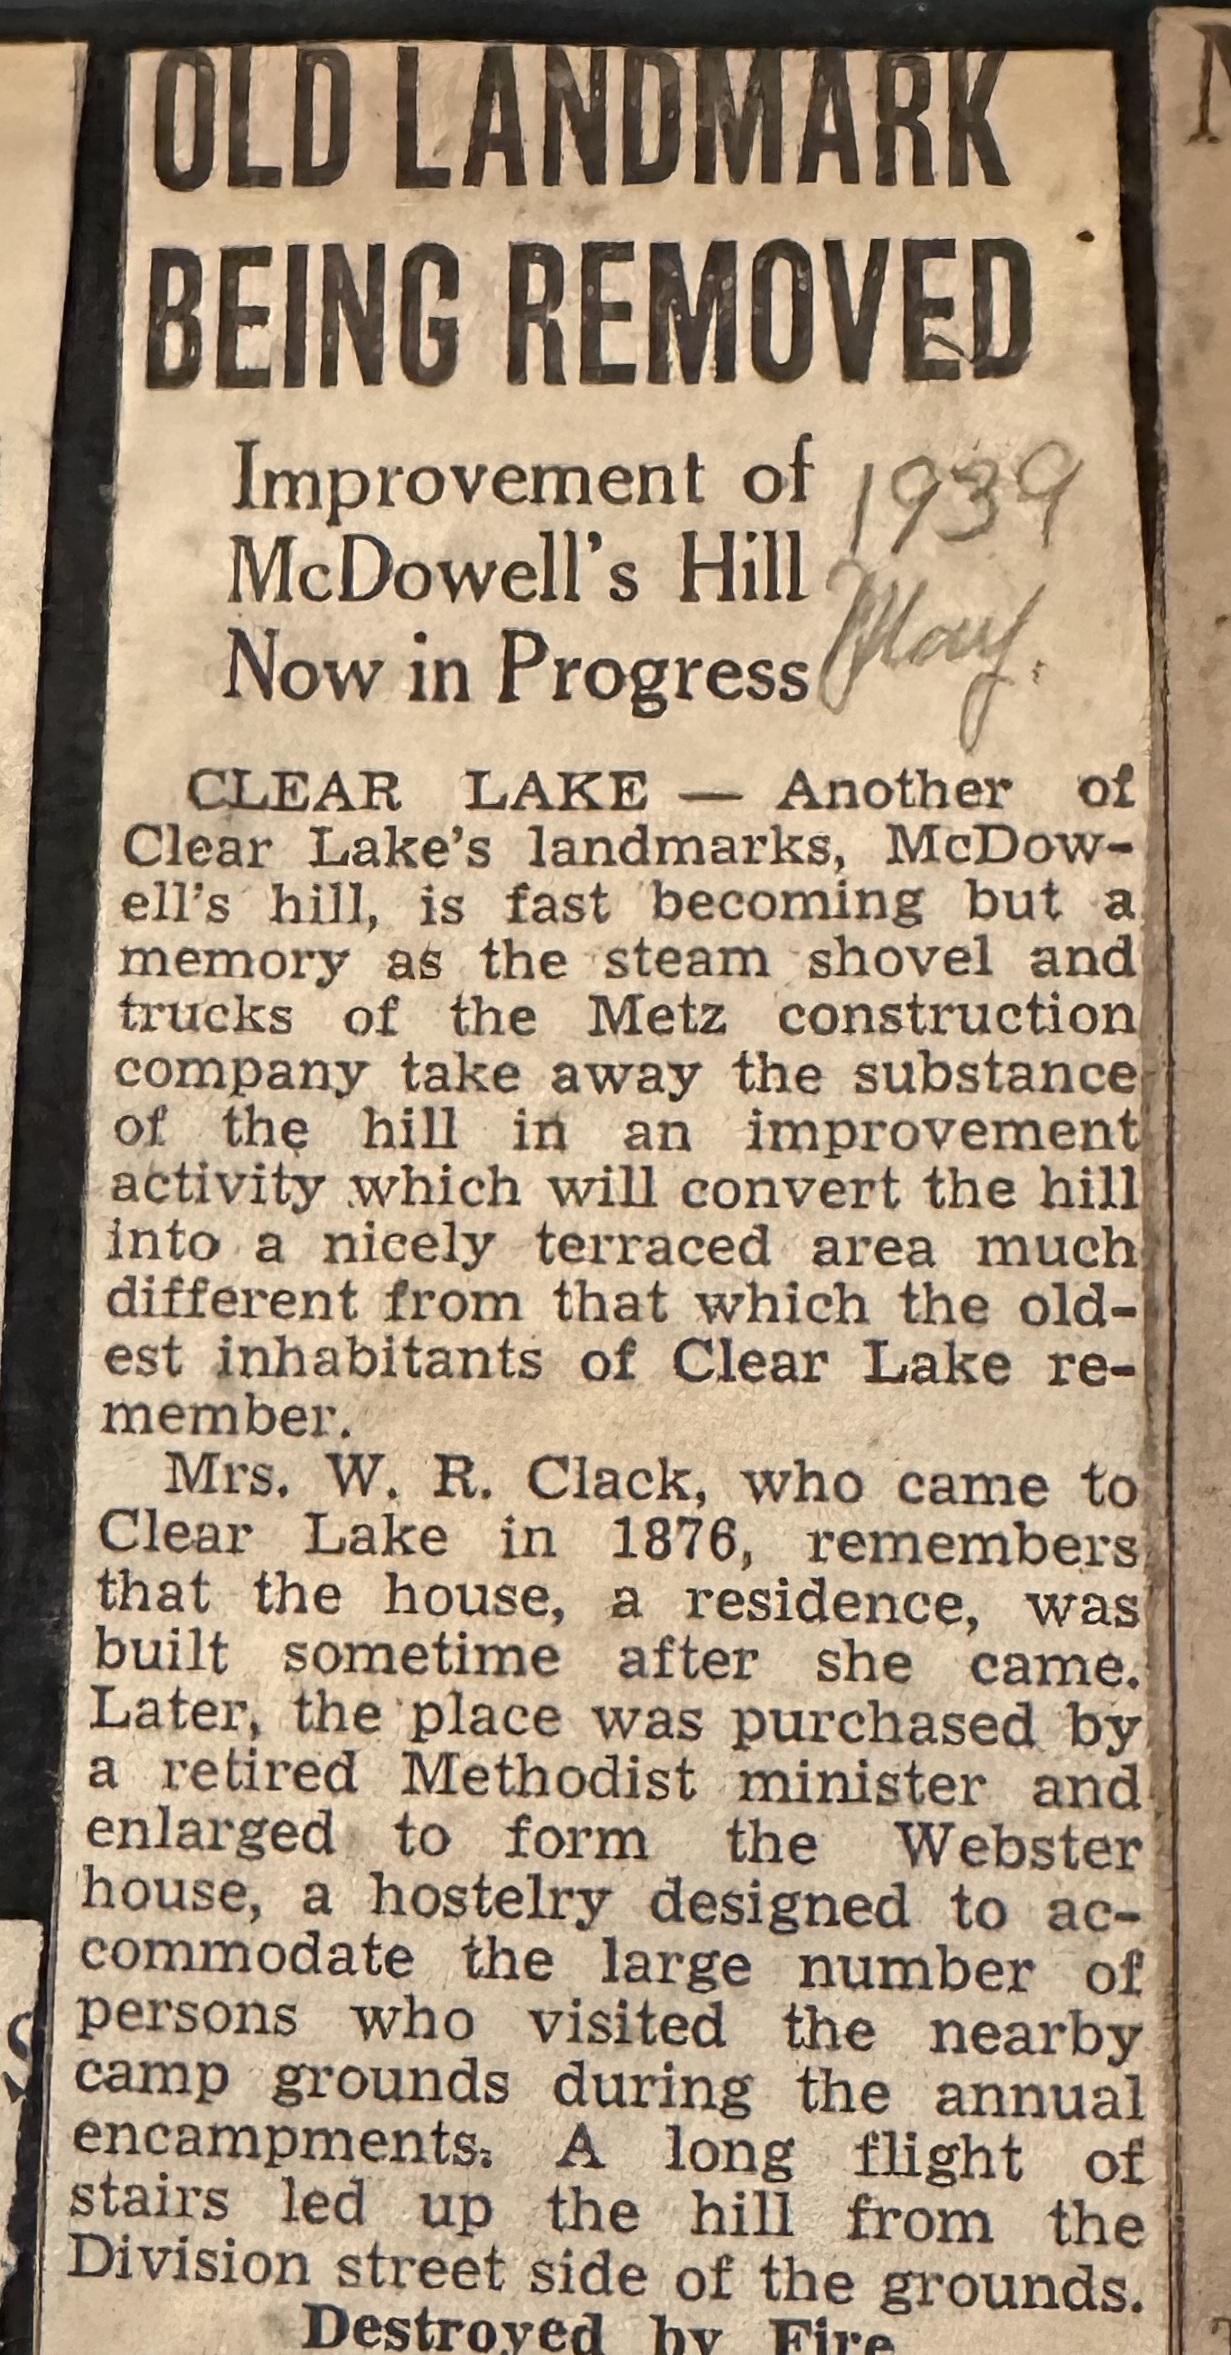 OLD LANDMARK
BEING REMOVED
Improvement of
McDowell's Hill
Now in Progress
1939
May.
CLEAR LAKE — Another of
Clear Lake's landmarks, McDow-
ell's hill, is fast becoming but a
memory as the steam shovel and
trucks of the Metz construction
company take away the substance
of the hill in an improvement
activity which will convert the hill
into a nicely terraced area much
different from that which the old-
est inhabitants of Clear Lake re-
member.
Mrs. W. R. Clack, who came to
Clear Lake in 1876, remembers
that the house, a residence, was
built sometime after she came.
Later, the place was purchased by
a retired Methodist minister and
enlarged to form the Webster
house, a hostelry designed to ac-
commodate the large number of
persons who visited the nearby
camp grounds during the annual
encampments. A long flight of
stairs led up the hill from the
Division street side of the grounds.
Destroyed by Fire